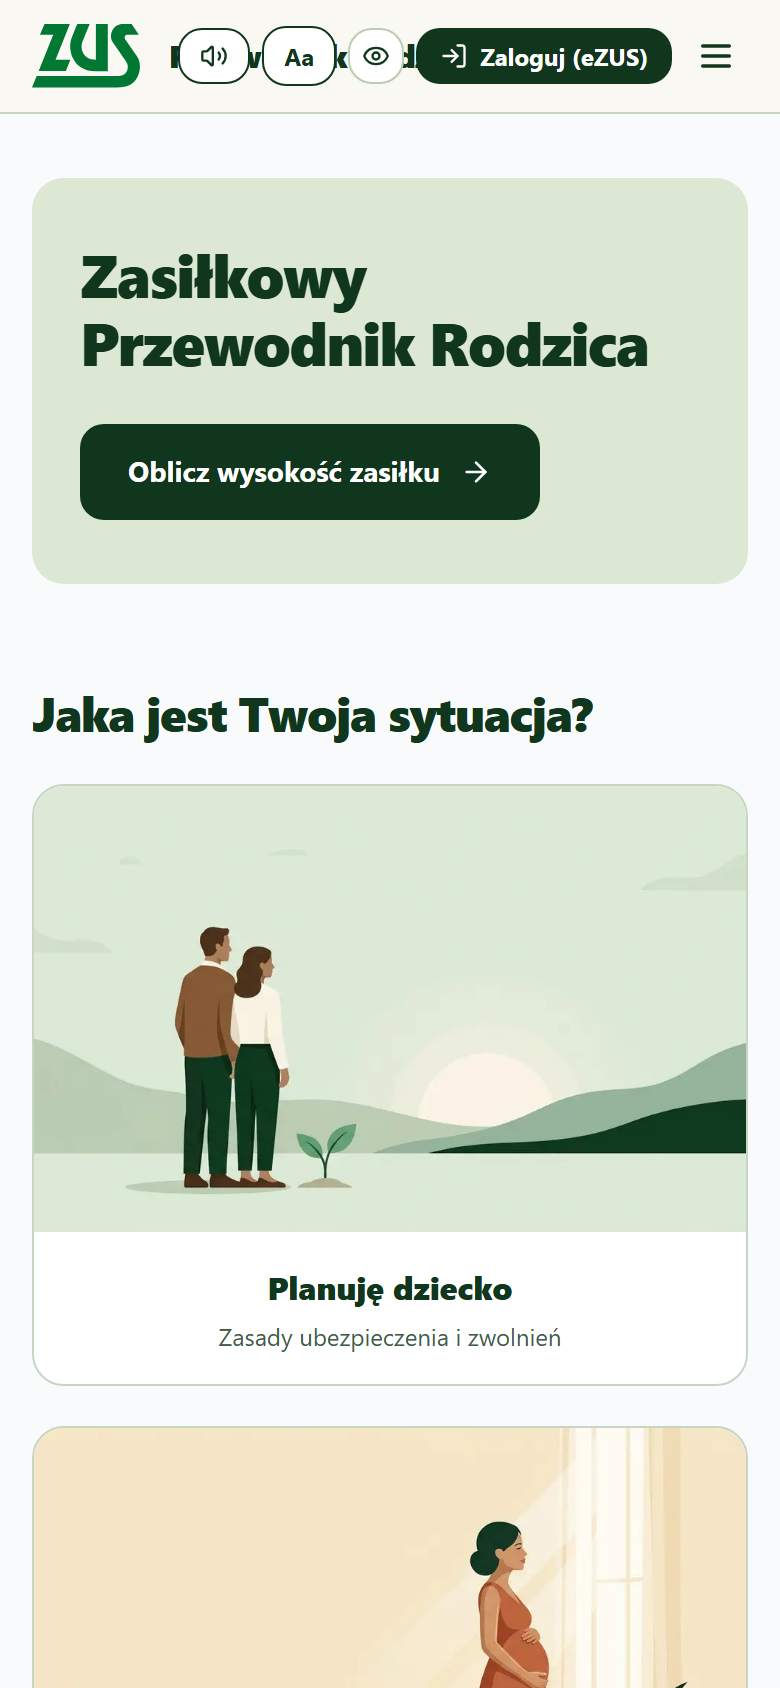 ZUS
Aa
Zaloguj (eZUS)
Zasiłkowy
Przewodnik Rodzica
Oblicz wysokość zasiłku
Jaka jest Twoja sytuacja?
Planuję dziecko
Zasady ubezpieczenia i zwolnień